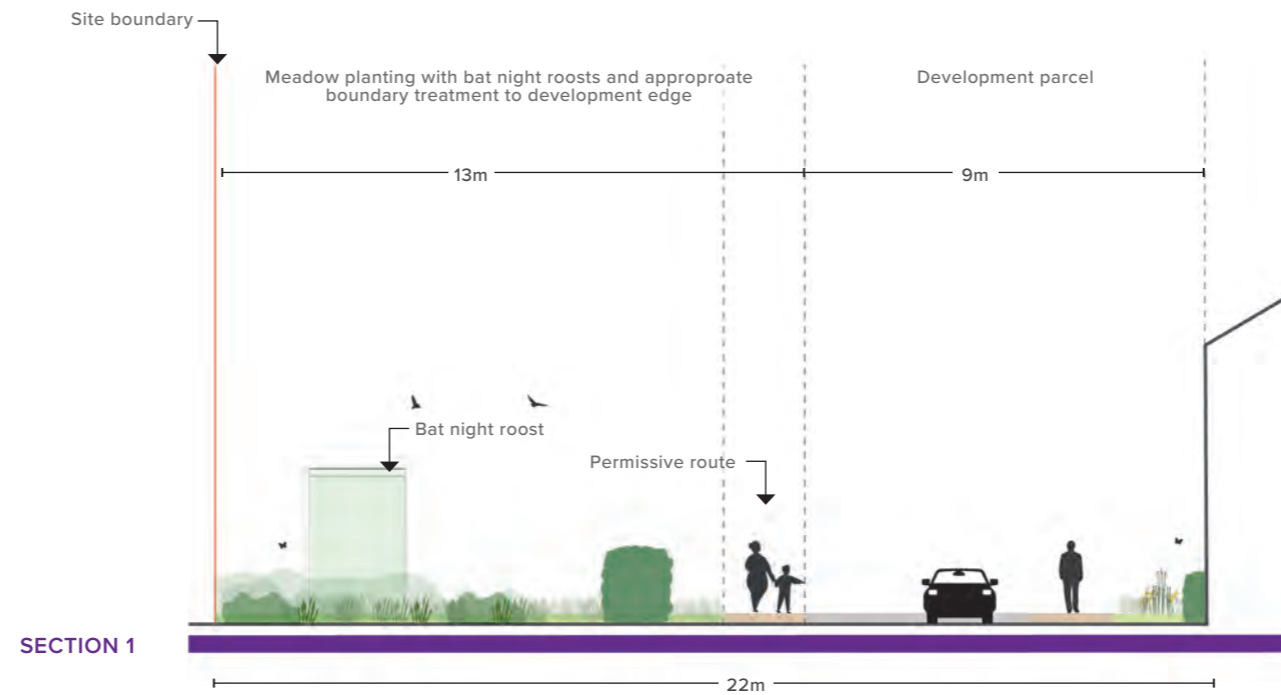 Site boundary
Meadow planting with bat night roosts and approproate
boundary treatment to development edge
Development parcel
13m
9m
Bat night roost
Permissive route
SECTION 1
22m